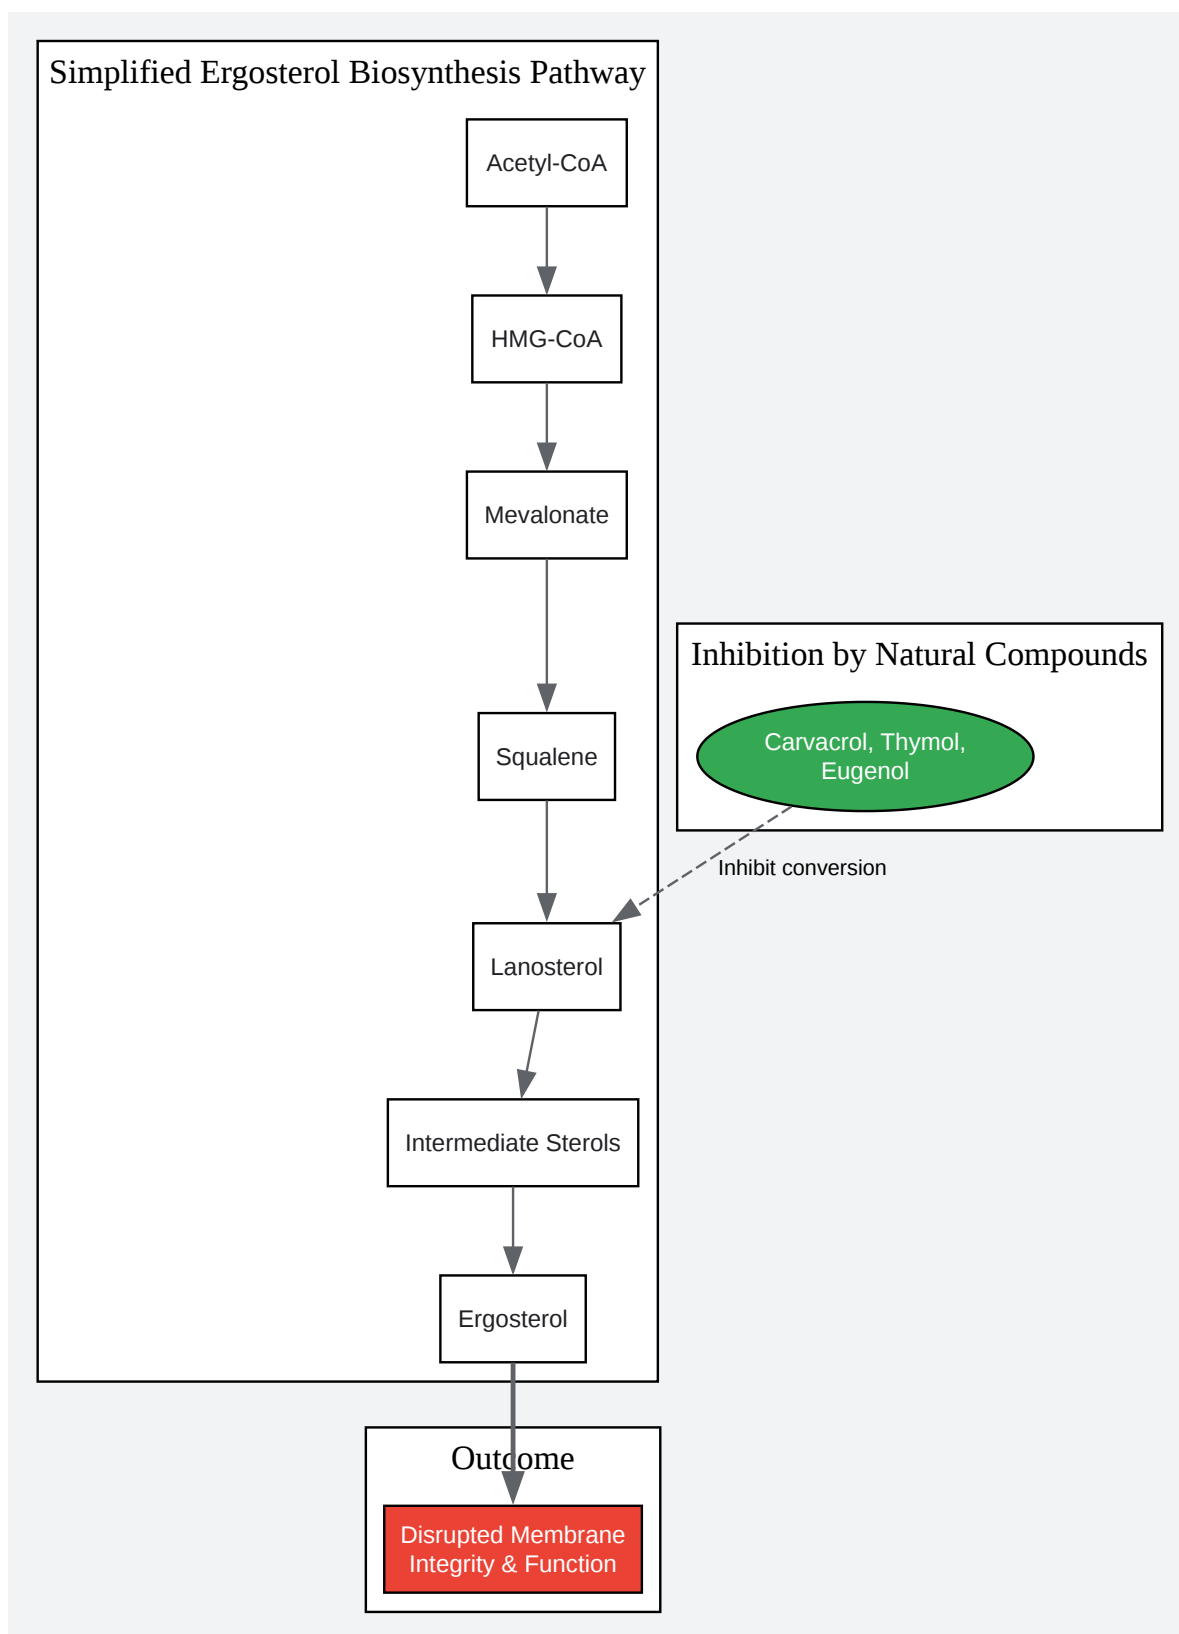 Simplified Ergosterol Biosynthesis Pathway
Acetyl-CoA
HMG-CoA
Mevalonate
Inhibition by Natural Compounds
Squalene
Carvacrol, Thymol,
Eugenol
Inhibit conversion
Lanosterol
Intermediate Sterols
Ergosterol
Outcome
Disrupted Membrane
Integrity & Function